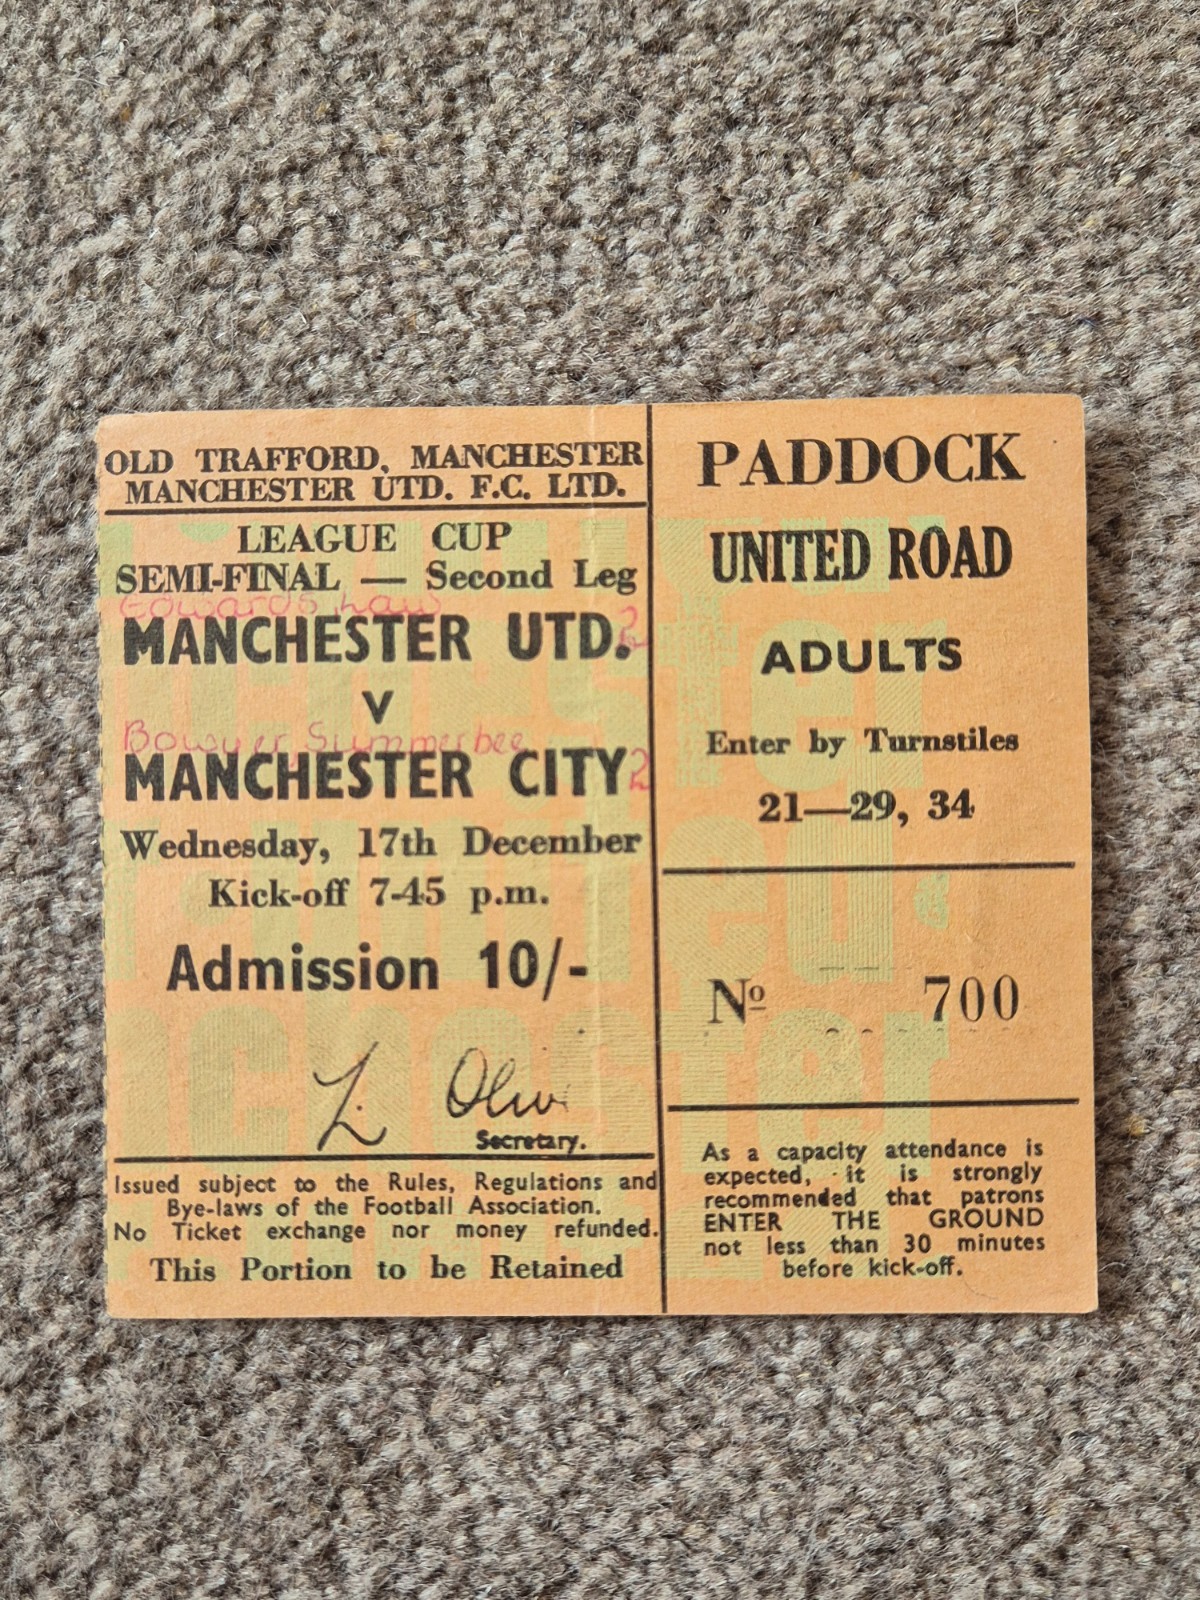 OLD TRAFFORD, MANCHESTER
MANCHESTER UTD. F.C. LTD.
LEAGUE CUP
SEMI-FINAL — Second Leg
Edwards Law
MANCHESTER UTD. 2
v
Bowyer Summerbee
MANCHESTER CITY 2
Wednesday, 17th December
Kick-off 7-45 p.m.
Admission 10/-
L. Olive
Secretary.
Issued subject to the Rules, Regulations and
Bye-laws of the Football Association.
No Ticket exchange nor money refunded.
This Portion to be Retained
PADDOCK
UNITED ROAD
ADULTS
Enter by Turnstiles
21—29, 34
No 700
As a capacity attendance is
expected, it is strongly
recommended that patrons
ENTER THE GROUND
not less than 30 minutes
before kick-off.